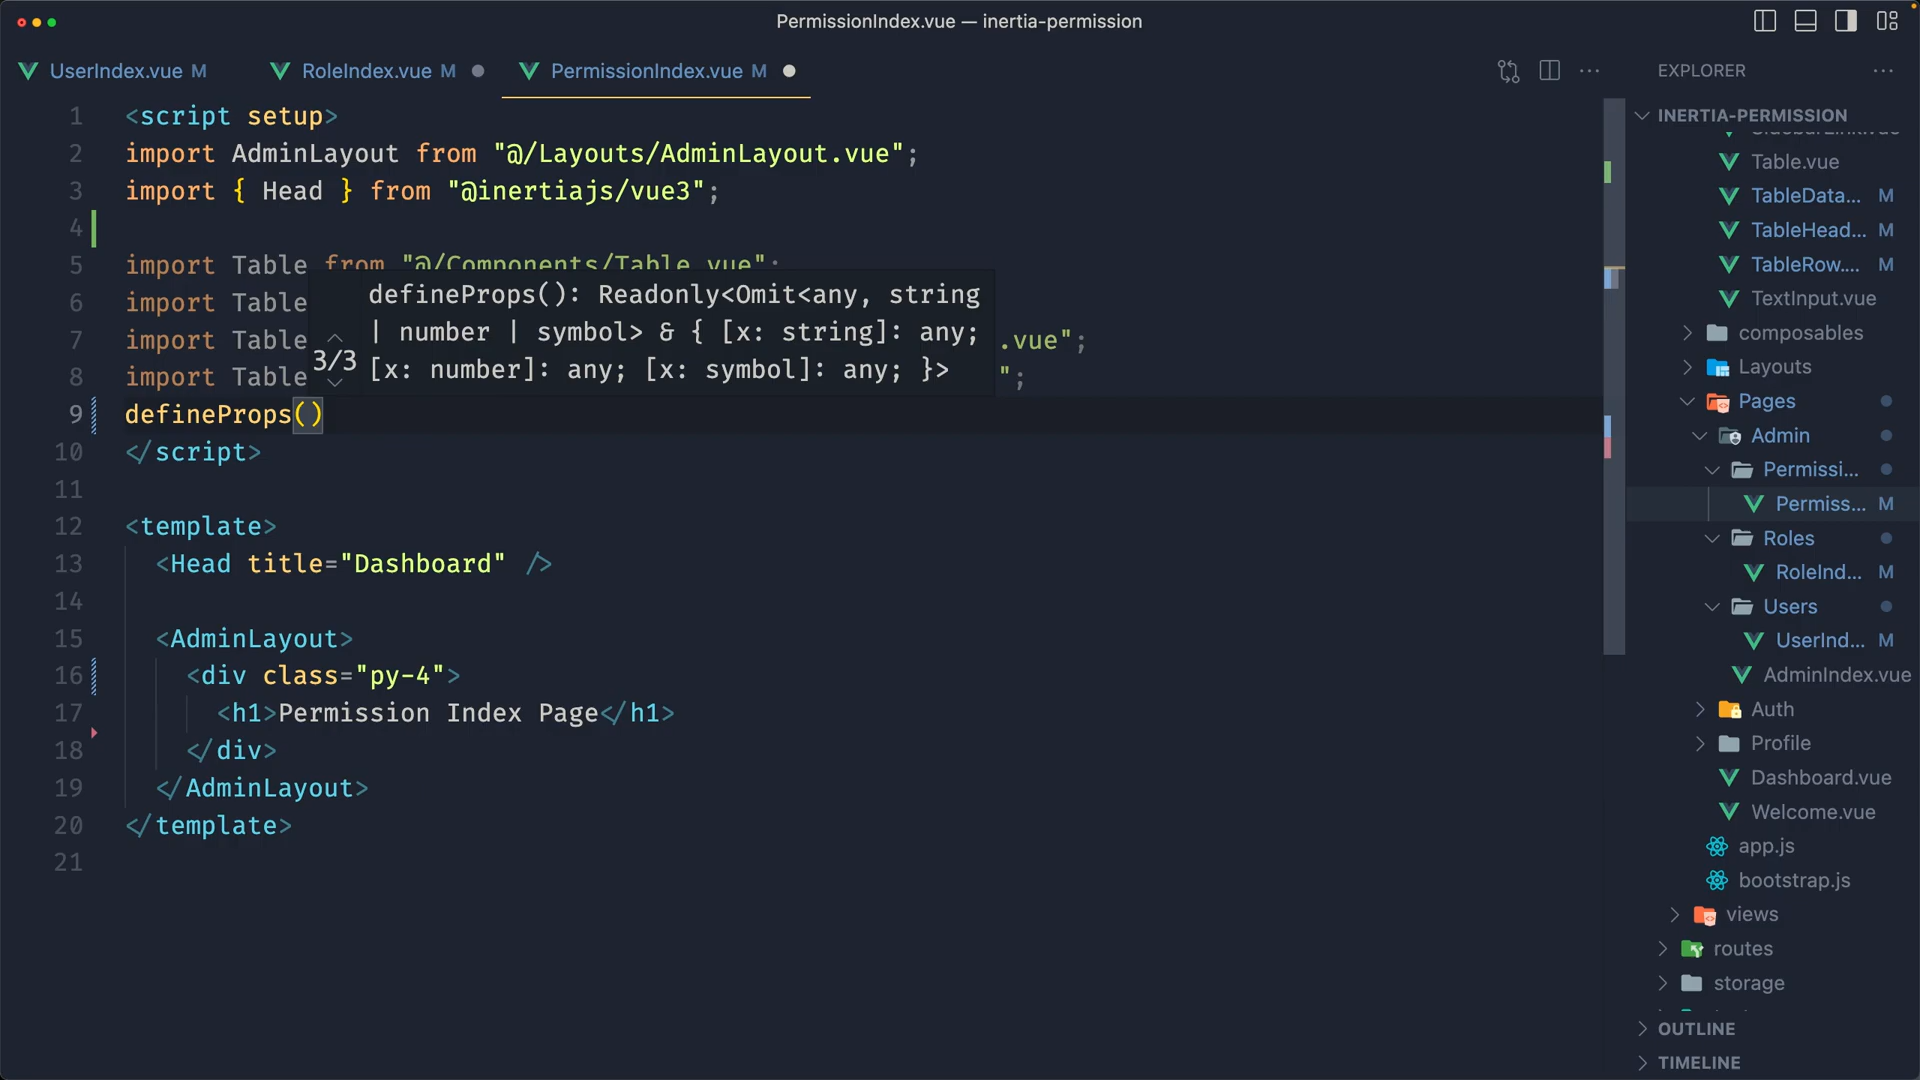 PermissionIndex.vue — inertia-permission
UserIndex.vue M
RoleIndex.vue M
PermissionIndex.vue M
1 <script setup>
2 import AdminLayout from "@/Layouts/AdminLayout.vue";
3 import { Head } from "@inertiajs/vue3";
4
5 import Table from "@/Components/Table.vue";
6 import Table
7 import Table .vue";
8 import Table ";
defineProps(): Readonly<Omit<any, string
| number | symbol> & { [x: string]: any;
3/3 [x: number]: any; [x: symbol]: any; }>
9 defineProps()
10 </script>
11
12 <template>
13 <Head title="Dashboard" />
14
15 <AdminLayout>
16 <div class="py-4">
17 <h1>Permission Index Page</h1>
18 </div>
19 </AdminLayout>
20 </template>
21
EXPLORER
INERTIA-PERMISSION
Table.vue
TableData... M
TableHead... M
TableRow.... M
TextInput.vue
composables
Layouts
Pages
Admin
Permissi...
Permiss... M
Roles
RoleInd... M
Users
UserInd... M
AdminIndex.vue
Auth
Profile
Dashboard.vue
Welcome.vue
app.js
bootstrap.js
views
routes
storage
OUTLINE
TIMELINE